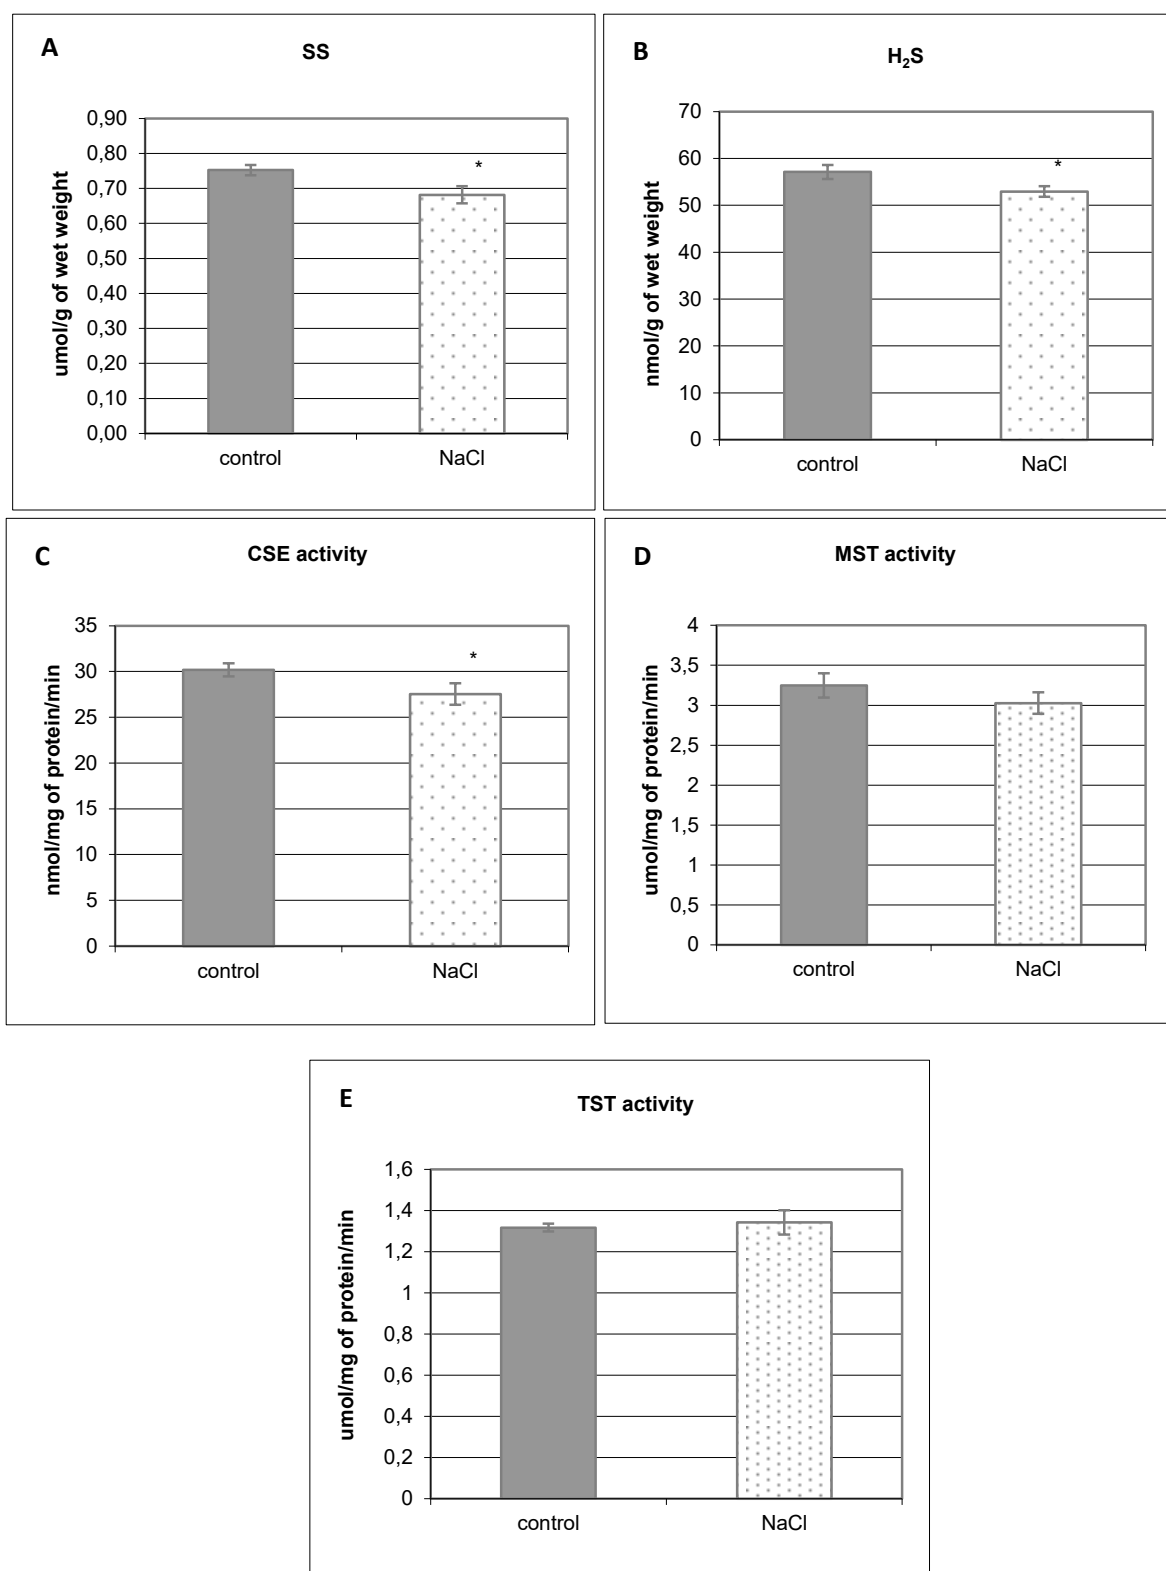 A
SS
umol/g of wet weight
0,90
0,80
0,70
0,60
0,50
0,40
0,30
0,20
0,10
0,00
*
control
NaCl
B
H₂S
nmol/g of wet weight
70
60
50
40
30
20
10
0
*
control
NaCl
C
CSE activity
nmol/mg of protein/min
35
30
25
20
15
10
5
0
*
control
NaCl
D
MST activity
umol/mg of protein/min
4
3,5
3
2,5
2
1,5
1
0,5
0
control
NaCl
E
TST activity
umol/mg of protein/min
1,6
1,4
1,2
1
0,8
0,6
0,4
0,2
0
control
NaCl